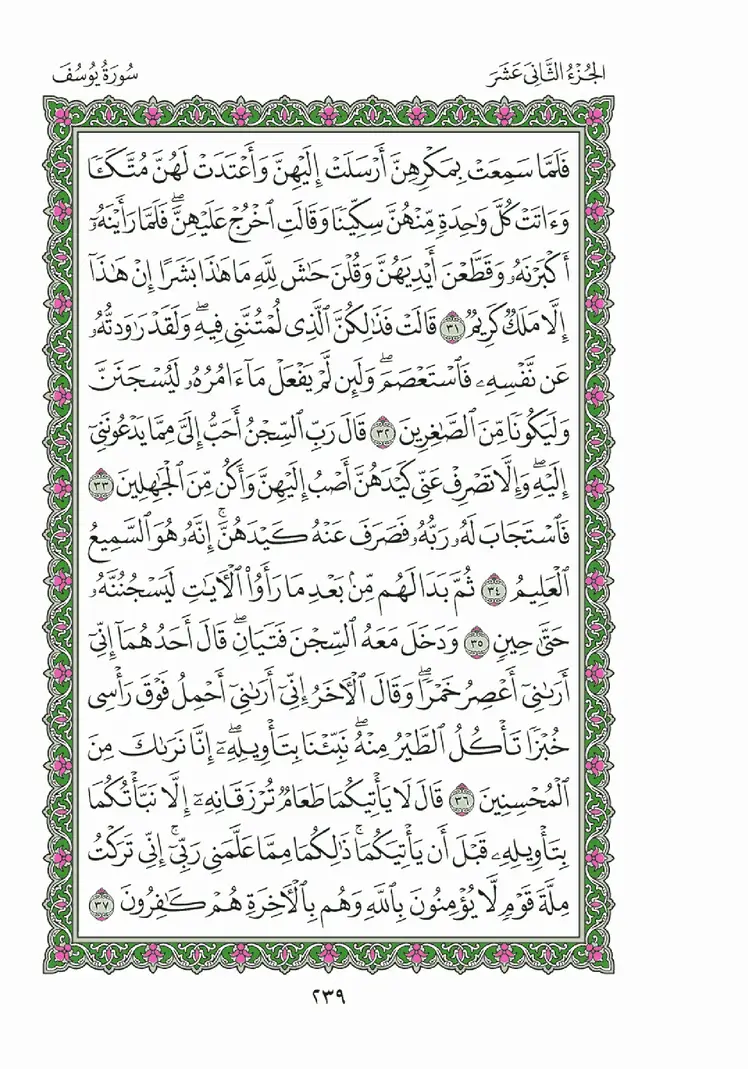 الجُزْءُ الثَّانِي عَشَرَ
سُورَةُ يُوسُفَ
فَلَمَّا سَمِعَتْ بِمَكْرِهِنَّ أَرْسَلَتْ إِلَيْهِنَّ وَأَعْتَدَتْ لَهُنَّ مُتَّكَـًٔا
وَءَاتَتْ كُلَّ وَٰحِدَةٍ مِّنْهُنَّ سِكِّينًا وَقَالَتِ ٱخْرُجْ عَلَيْهِنَّ ۖ فَلَمَّا رَأَيْنَهُۥٓ
أَكْبَرْنَهُۥ وَقَطَّعْنَ أَيْدِيَهُنَّ وَقُلْنَ حَٰشَ لِلَّهِ مَا هَٰذَا بَشَرًا إِنْ هَٰذَآ
إِلَّا مَلَكٌ كَرِيمٌ ٣١ قَالَتْ فَذَٰلِكُنَّ ٱلَّذِى لُمْتُنَّنِى فِيهِ ۖ وَلَقَدْ رَٰوَدتُّهُۥ
عَن نَّفْسِهِۦ فَٱسْتَعْصَمَ ۖ وَلَئِن لَّمْ يَفْعَلْ مَآ ءَامُرُهُۥ لَيُسْجَنَنَّ
وَلَيَكُونًا مِّنَ ٱلصَّٰغِرِينَ ٣٢ قَالَ رَبِّ ٱلسِّجْنُ أَحَبُّ إِلَىَّ مِمَّا يَدْعُونَنِىٓ
إِلَيْهِ ۖ وَإِلَّا تَصْرِفْ عَنِّى كَيْدَهُنَّ أَصْبُ إِلَيْهِنَّ وَأَكُن مِّنَ ٱلْجَٰهِلِينَ ٣٣
فَٱسْتَجَابَ لَهُۥ رَبُّهُۥ فَصَرَفَ عَنْهُ كَيْدَهُنَّ ۚ إِنَّهُۥ هُوَ ٱلسَّمِيعُ
ٱلْعَلِيمُ ٣٤ ثُمَّ بَدَا لَهُم مِّنۢ بَعْدِ مَا رَأَوُا۟ ٱلْـَٔايَٰتِ لَيَسْجُنُنَّهُۥ
حَتَّىٰ حِينٍ ٣٥ وَدَخَلَ مَعَهُ ٱلسِّجْنَ فَتَيَانِ ۖ قَالَ أَحَدُهُمَآ إِنِّىٓ
أَرَىٰنِىٓ أَعْصِرُ خَمْرًا ۖ وَقَالَ ٱلْـَٔاخَرُ إِنِّىٓ أَرَىٰنِىٓ أَحْمِلُ فَوْقَ رَأْسِى
خُبْزًا تَأْكُلُ ٱلطَّيْرُ مِنْهُ ۖ نَبِّئْنَا بِتَأْوِيلِهِۦٓ ۖ إِنَّا نَرَىٰكَ مِنَ
ٱلْمُحْسِنِينَ ٣٦ قَالَ لَا يَأْتِيكُمَا طَعَامٌ تُرْزَقَانِهِۦٓ إِلَّا نَبَّأْتُكُمَا
بِتَأْوِيلِهِۦ قَبْلَ أَن يَأْتِيَكُمَا ۚ ذَٰلِكُمَا مِمَّا عَلَّمَنِى رَبِّىٓ ۚ إِنِّى تَرَكْتُ
مِلَّةَ قَوْمٍ لَّا يُؤْمِنُونَ بِٱللَّهِ وَهُم بِٱلْـَٔاخِرَةِ هُمْ كَٰفِرُونَ ٣٧
٢٣٩